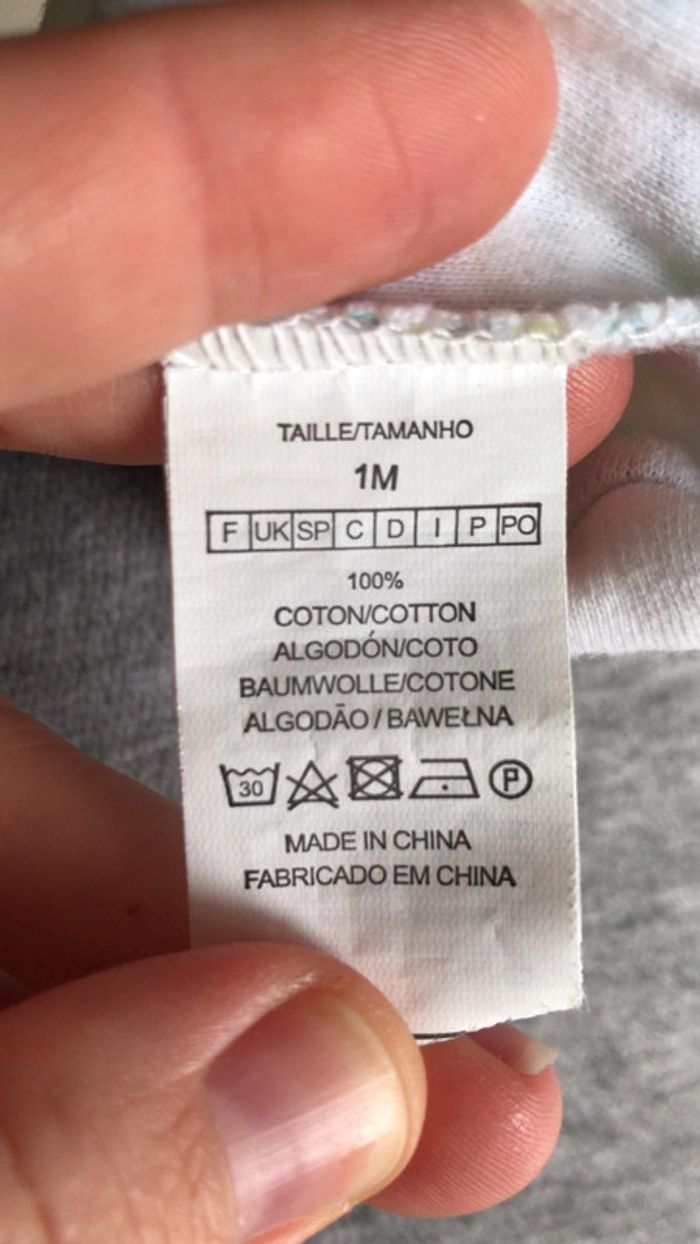 TAILLE/TAMANHO
1M
F UK SP C D I P PO
100%
COTON/COTTON
ALGODÓN/COTO
BAUMWOLLE/COTONE
ALGODÃO / BAWEŁNA
30 P
MADE IN CHINA
FABRICADO EM CHINA